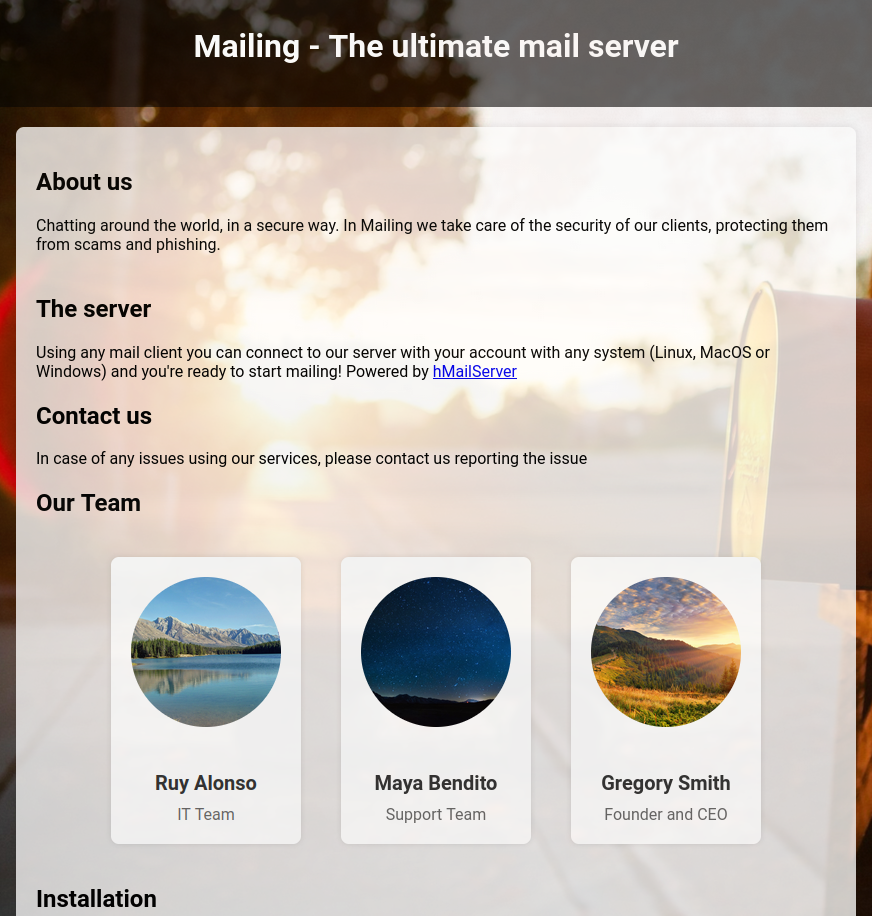 Mailing - The ultimate mail server
About us
Chatting around the world, in a secure way. In Mailing we take care of the security of our clients, protecting them
from scams and phishing.
The server
Using any mail client you can connect to our server with your account with any system (Linux, MacOS or
Windows) and you're ready to start mailing! Powered by hMailServer
Contact us
In case of any issues using our services, please contact us reporting the issue
Our Team
Ruy Alonso
IT Team
Maya Bendito
Support Team
Gregory Smith
Founder and CEO
Installation